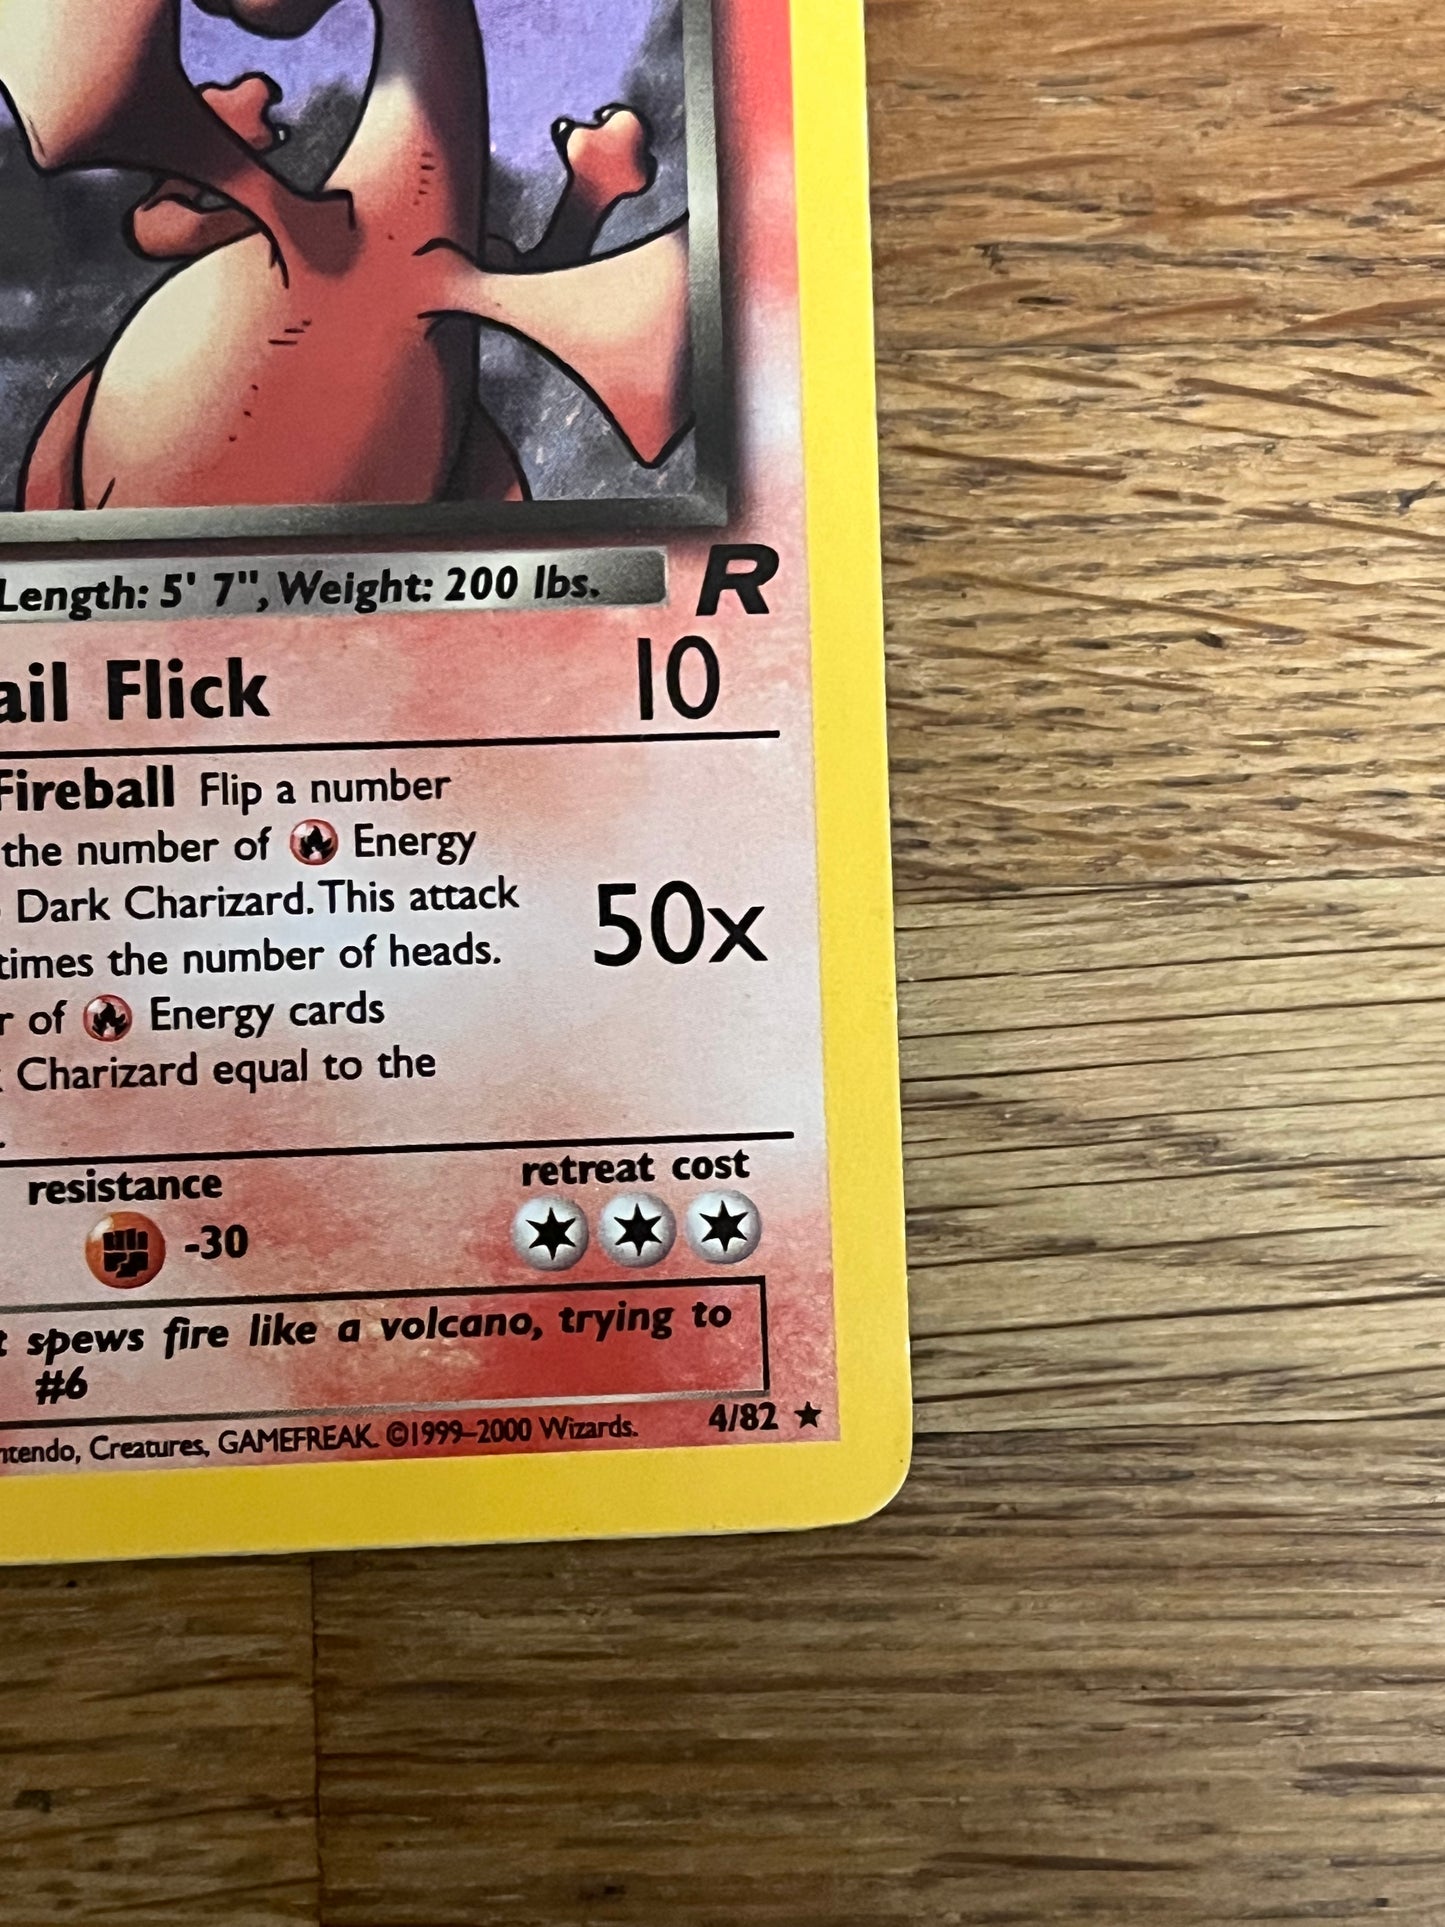 Length: 5' 7", Weight: 200 lbs.
R
ail Flick 10
Fireball Flip a number
the number of Energy
Dark Charizard. This attack
50x
times the number of heads.
r of Energy cards
Charizard equal to the
resistance
retreat cost
-30
t spews fire like a volcano, trying to
#6
ntendo, Creatures, GAMEFREAK. ©1999–2000 Wizards. 4/82 ★